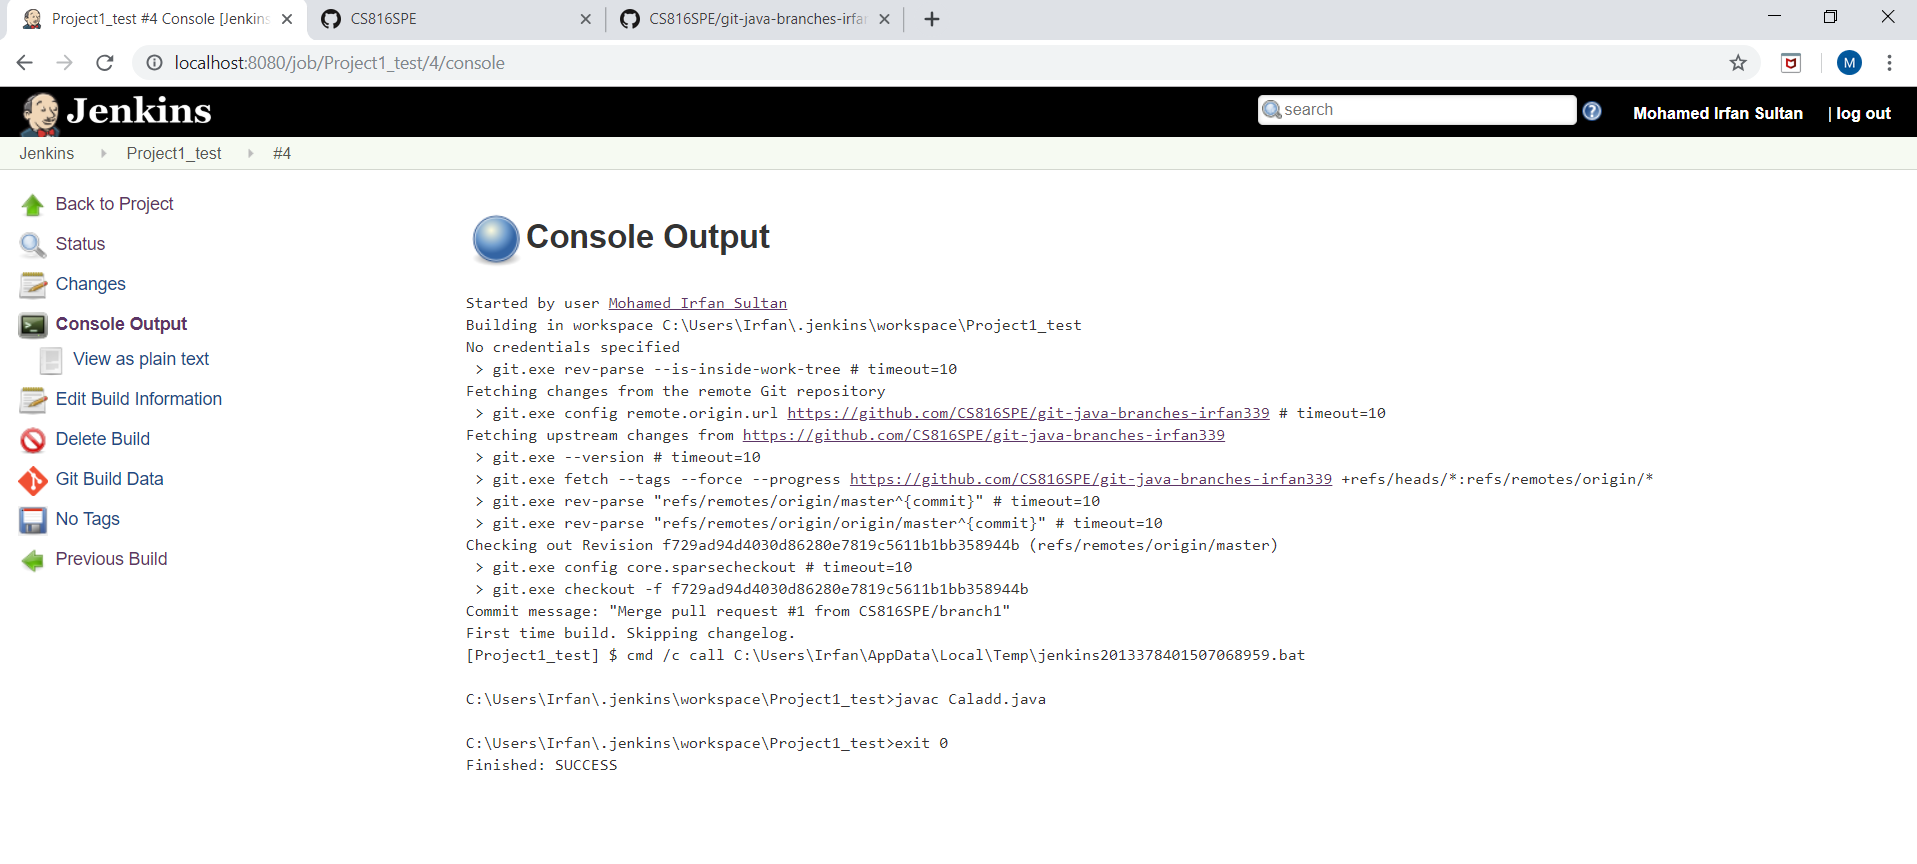 Project1_test #4 Console [Jenkins
CS816SPE
CS816SPE/git-java-branches-irfan
localhost:8080/job/Project1_test/4/console
M
Jenkins
search
?
Mohamed Irfan Sultan
| log out
Jenkins
Project1_test
#4
Back to Project
Status
Changes
Console Output
View as plain text
Edit Build Information
Delete Build
Git Build Data
No Tags
Previous Build
Console Output
Started by user Mohamed Irfan Sultan
Building in workspace C:\Users\Irfan\.jenkins\workspace\Project1_test
No credentials specified
> git.exe rev-parse --is-inside-work-tree # timeout=10
Fetching changes from the remote Git repository
> git.exe config remote.origin.url https://github.com/CS816SPE/git-java-branches-irfan339 # timeout=10
Fetching upstream changes from https://github.com/CS816SPE/git-java-branches-irfan339
> git.exe --version # timeout=10
> git.exe fetch --tags --force --progress https://github.com/CS816SPE/git-java-branches-irfan339 +refs/heads/*:refs/remotes/origin/*
> git.exe rev-parse "refs/remotes/origin/master^{commit}" # timeout=10
> git.exe rev-parse "refs/remotes/origin/origin/master^{commit}" # timeout=10
Checking out Revision f729ad94d4030d86280e7819c5611b1bb358944b (refs/remotes/origin/master)
> git.exe config core.sparsecheckout # timeout=10
> git.exe checkout -f f729ad94d4030d86280e7819c5611b1bb358944b
Commit message: "Merge pull request #1 from CS816SPE/branch1"
First time build. Skipping changelog.
[Project1_test] $ cmd /c call C:\Users\Irfan\AppData\Local\Temp\jenkins2013378401507068959.bat
C:\Users\Irfan\.jenkins\workspace\Project1_test>javac Caladd.java
C:\Users\Irfan\.jenkins\workspace\Project1_test>exit 0
Finished: SUCCESS